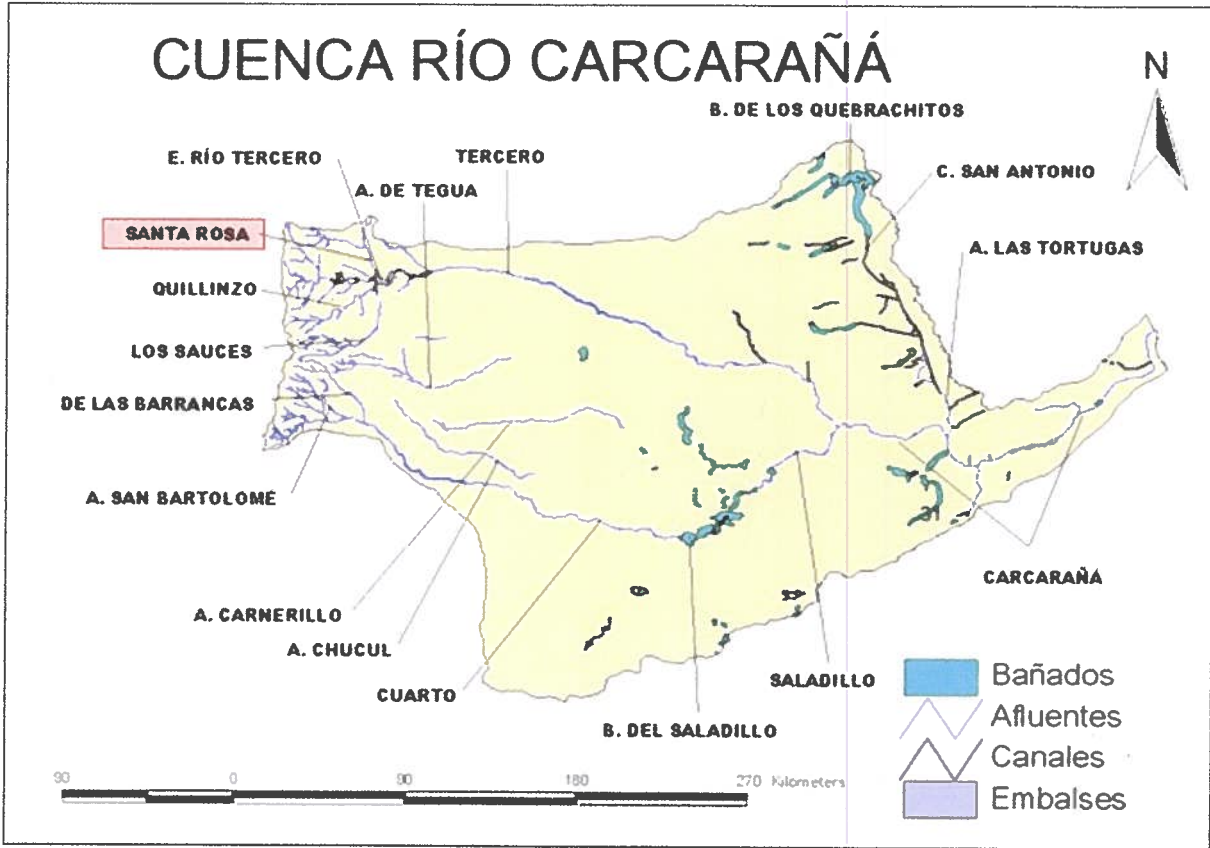 CUENCA RÍO CARCARAÑÁ
N
B. DE LOS QUEBRACHITOS
E. RÍO TERCERO
TERCERO
C. SAN ANTONIO
A. DE TEGUA
SANTA ROSA
A. LAS TORTUGAS
QUILLINZO
LOS SAUCES
DE LAS BARRANCAS
A. SAN BARTOLOMÉ
CARCARAÑÁ
A. CARNERILLO
A. CHUCUL
CUARTO
SALADILLO
B. DEL SALADILLO
Bañados
Afluentes
Canales
Embalses
90 0 90 180 270 Kilometers